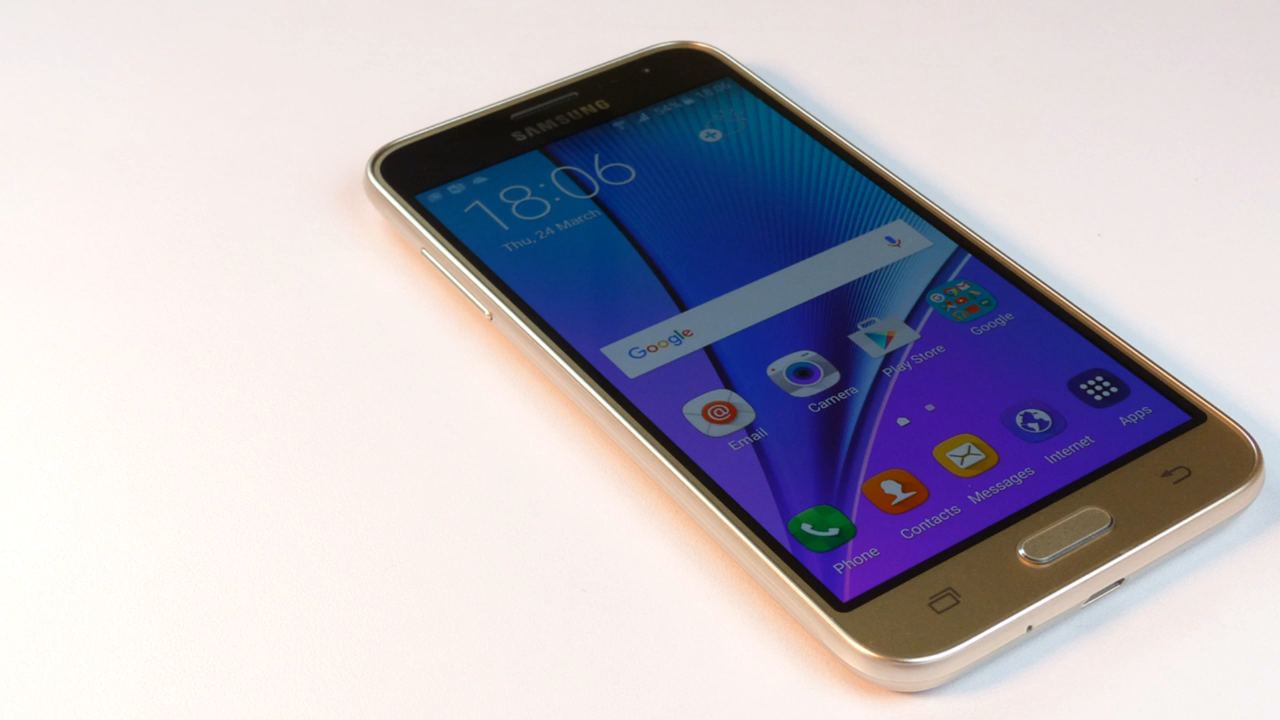 SAMSUNG
18:06
Thu, 24 March
Google
Email
Camera
Play Store
Google
Phone
Contacts
Messages
Internet
Apps